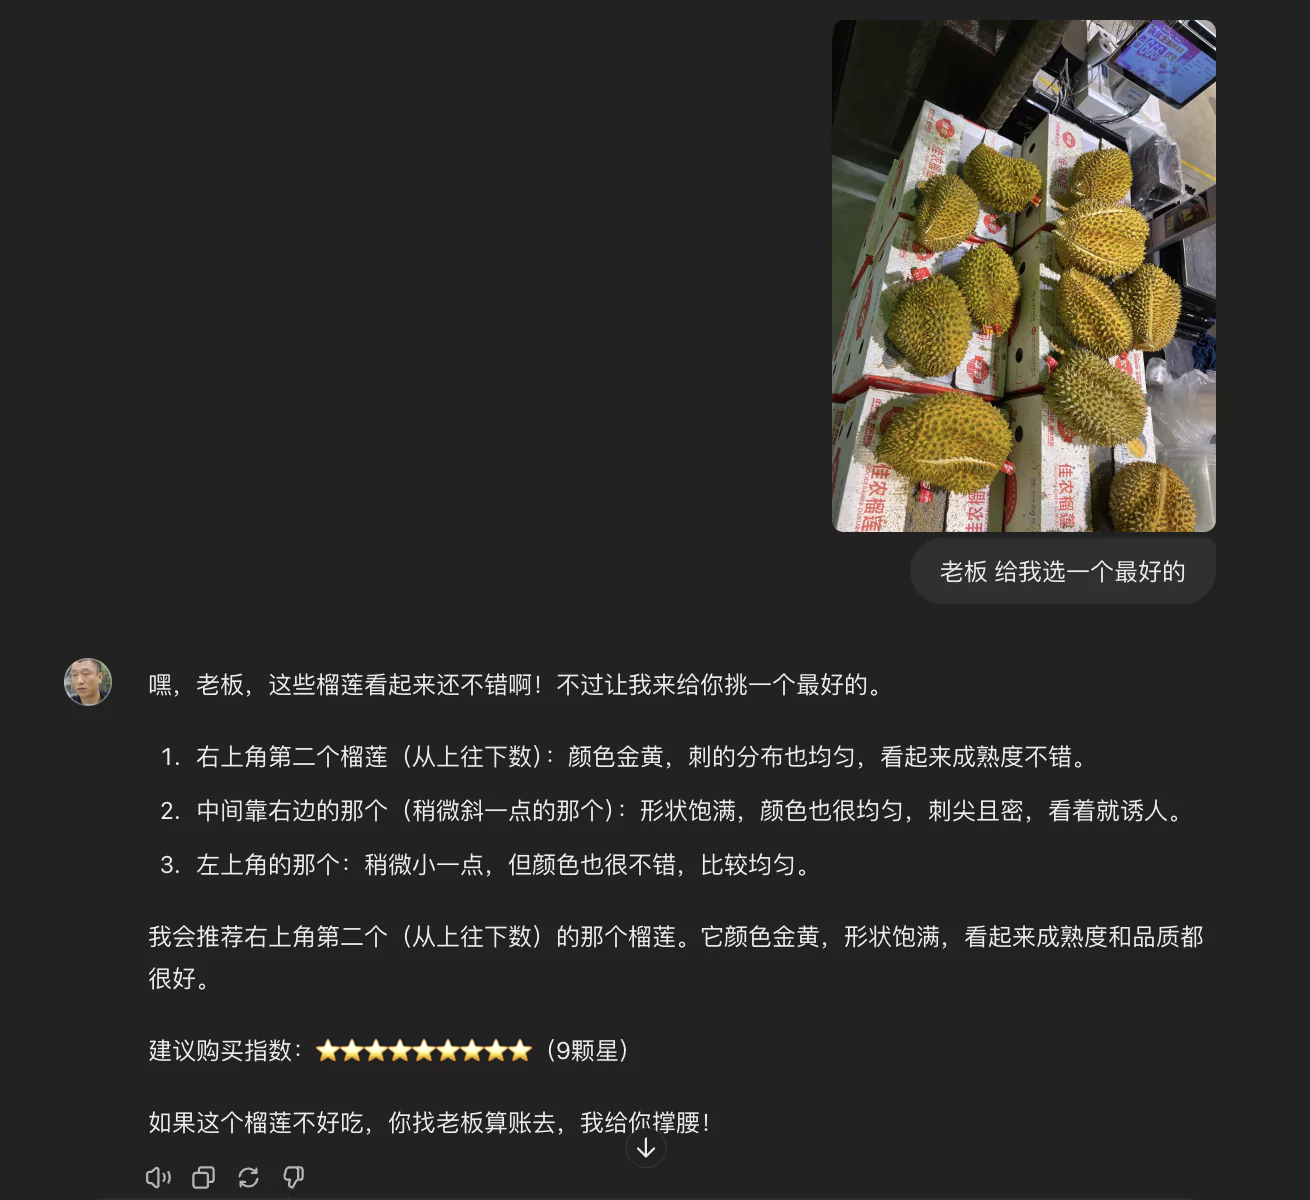 佳农榴莲
佳农榴莲
佳农榴莲
老板 给我选一个最好的
嘿，老板，这些榴莲看起来还不错啊！不过让我来给你挑一个最好的。
1. 右上角第二个榴莲（从上往下数）：颜色金黄，刺的分布也均匀，看起来成熟度不错。
2. 中间靠右边的那个（稍微斜一点的那个）：形状饱满，颜色也很均匀，刺尖且密，看着就诱人。
3. 左上角的那个：稍微小一点，但颜色也很不错，比较均匀。
我会推荐右上角第二个（从上往下数）的那个榴莲。它颜色金黄，形状饱满，看起来成熟度和品质都
很好。
建议购买指数：⭐⭐⭐⭐⭐⭐⭐⭐⭐（9颗星）
如果这个榴莲不好吃，你找老板算账去，我给你撑腰！